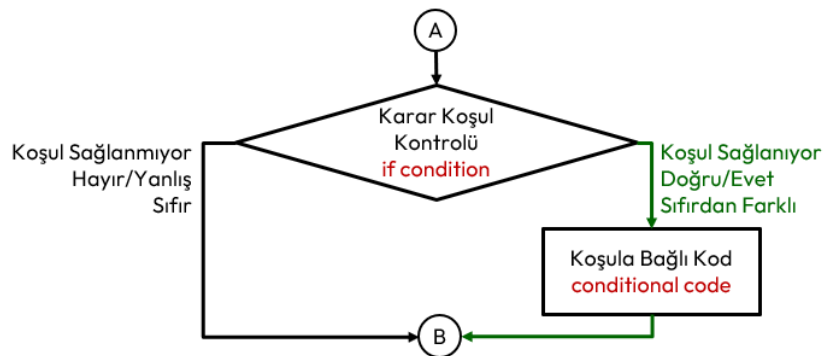 A
Karar Koşul
Kontrolü
if condition
Koşul Sağlanmıyor
Hayır/Yanlış
Sıfır
Koşul Sağlanıyor
Doğru/Evet
Sıfırdan Farklı
Koşula Bağlı Kod
conditional code
B